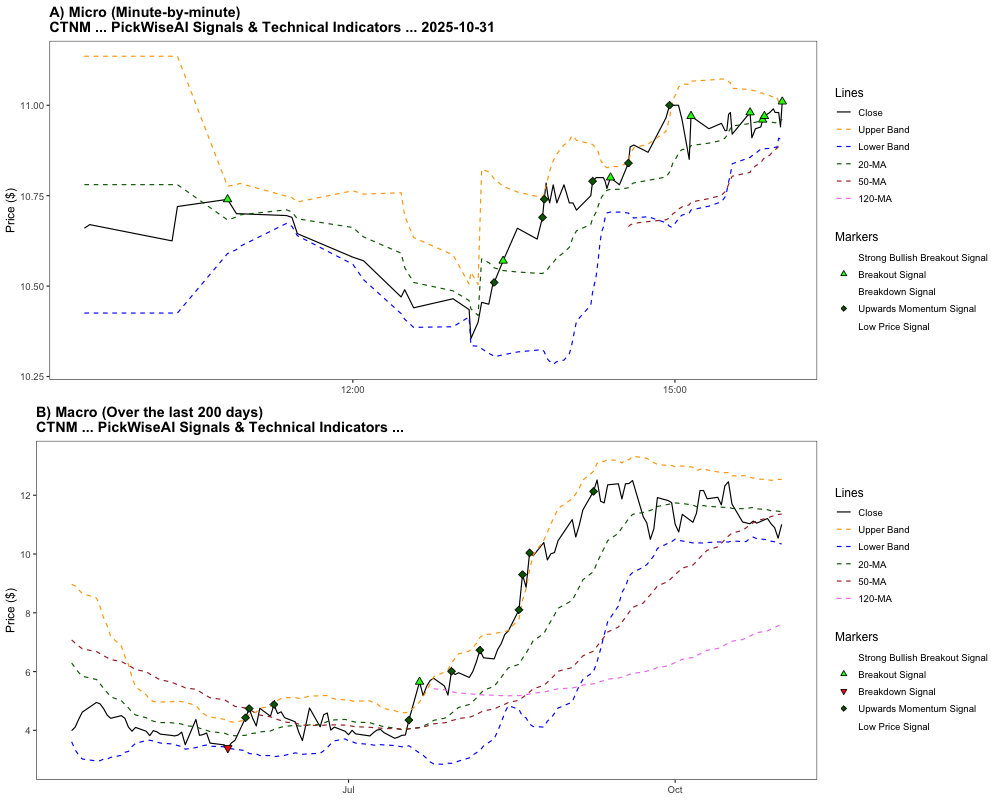 A) Micro (Minute-by-minute)
CTNM ... PickWiseAI Signals & Technical Indicators ... 2025-10-31
Price ($)
11.00
10.75
10.50
10.25
12:00
15:00
Lines
Close
Upper Band
Lower Band
20-MA
50-MA
120-MA
Markers
Strong Bullish Breakout Signal
Breakout Signal
Breakdown Signal
Upwards Momentum Signal
Low Price Signal
B) Macro (Over the last 200 days)
CTNM ... PickWiseAI Signals & Technical Indicators ...
Price ($)
12
10
8
6
4
Jul
Oct
Lines
Close
Upper Band
Lower Band
20-MA
50-MA
120-MA
Markers
Strong Bullish Breakout Signal
Breakout Signal
Breakdown Signal
Upwards Momentum Signal
Low Price Signal